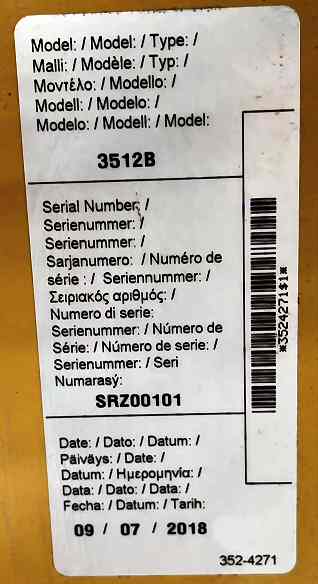 Model: / Model: / Type: /
Malli: / Modèle: / Typ: /
Μοντέλο: / Modello: /
Modell: / Modelo: /
Modelo: / Modell: / Model:
3512B
Serial Number: /
Serienummer: /
Serienummer: /
Sarjanumero: / Numéro de
série : / Seriennummer: /
Σειριακός αριθμός: /
Numero di serie:
Serienummer: / Número de
Série: / Número de serie: /
Serienummer: / Seri
Numarasý:
SRZ00101
*3524271$1*
Date: / Dato: / Datum: /
Päiväys: / Date: /
Datum: / Ημερομηνία: /
Data: / Dato: / Data: /
Fecha: / Datum: / Tarih:
09 / 07 / 2018
352-4271